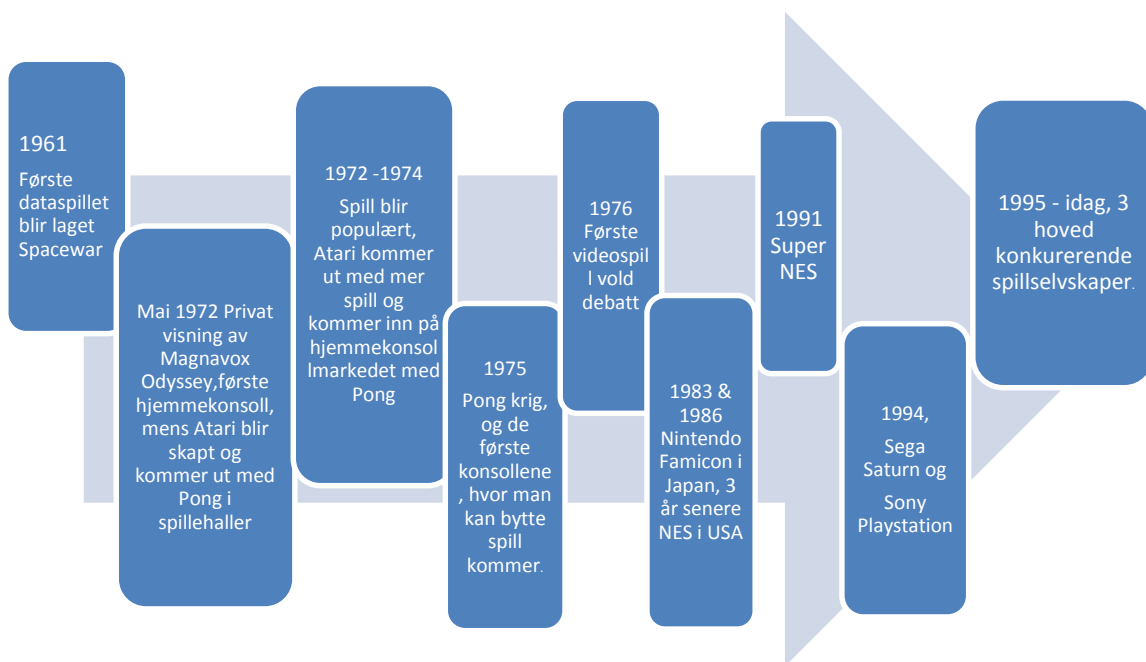 1961
Første
dataspillet
blir laget
Spacewar
Mai 1972 Privat
visning av
Magnavox
Odyssey,første
hjemmekonsoll,
mens Atari blir
skapt og
kommer ut med
Pong i
spillehaller
1972 -1974
Spill blir
populært,
Atari kommer
ut med mer
spill og
kommer inn på
hjemmekonsol
lmarkedet med
Pong
1975
Pong krig,
og de
første
konsollene
, hvor man
kan bytte
spill
kommer.
1976
Første
videospil
l vold
debatt
1983 &
1986
Nintendo
Famicon i
Japan, 3
år senere
NES i USA
1991
Super
NES
1994,
Sega
Saturn og
Sony
Playstation
1995 - idag, 3
hoved
konkurerende
spillselvskaper.